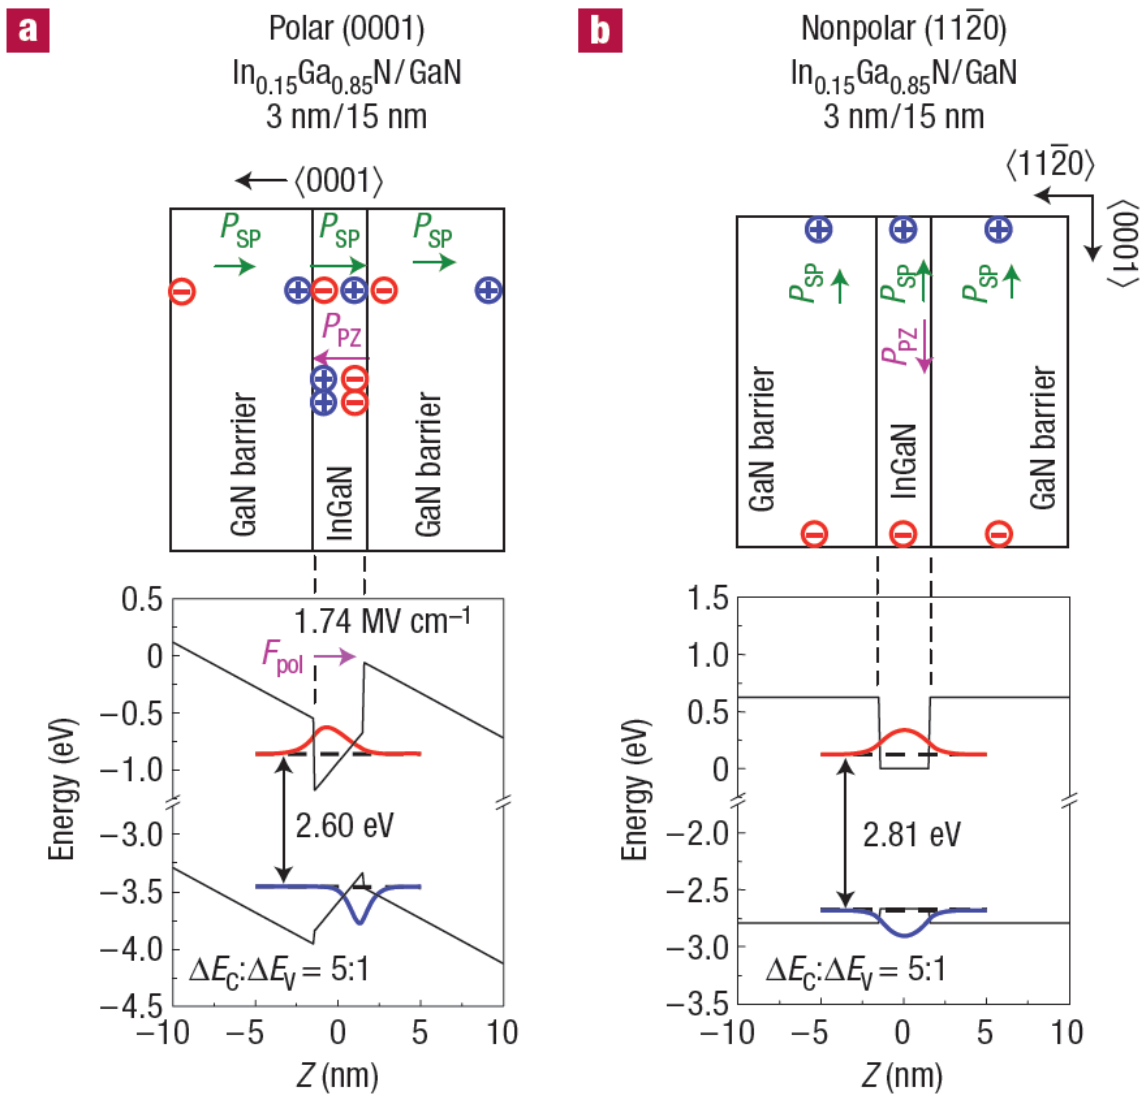 a
Polar (0001)
In0.15Ga0.85N/GaN
3 nm/15 nm
⟨0001⟩
PSP
PSP
PSP
− + − + − +
PPZ
+ −
+ −
GaN barrier
InGaN
GaN barrier
0.5
0
−0.5
−1.0
−3.0
−3.5
−4.0
−4.5
Energy (eV)
1.74 MV cm−1
Fpol
2.60 eV
ΔEC:ΔEV = 5:1
−10 −5 0 5 10
Z (nm)
b
Nonpolar (112̅0)
In0.15Ga0.85N/GaN
3 nm/15 nm
⟨112̅0⟩
⟨0001⟩
+ + +
PSP
PSP
PSP
PPZ
GaN barrier
InGaN
GaN barrier
− − −
1.5
1.0
0.5
0
−2.0
−2.5
−3.0
−3.5
Energy (eV)
2.81 eV
ΔEC:ΔEV = 5:1
−10 −5 0 5 10
Z (nm)